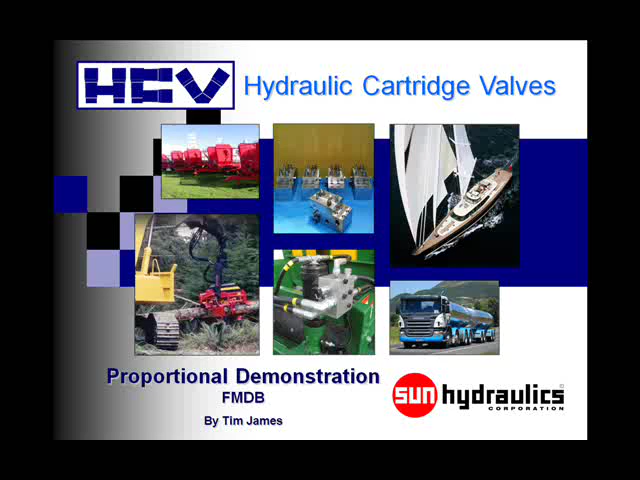 HCV
Hydraulic Cartridge Valves
Proportional Demonstration
FMDB
By Tim James
sun hydraulics
CORPORATION